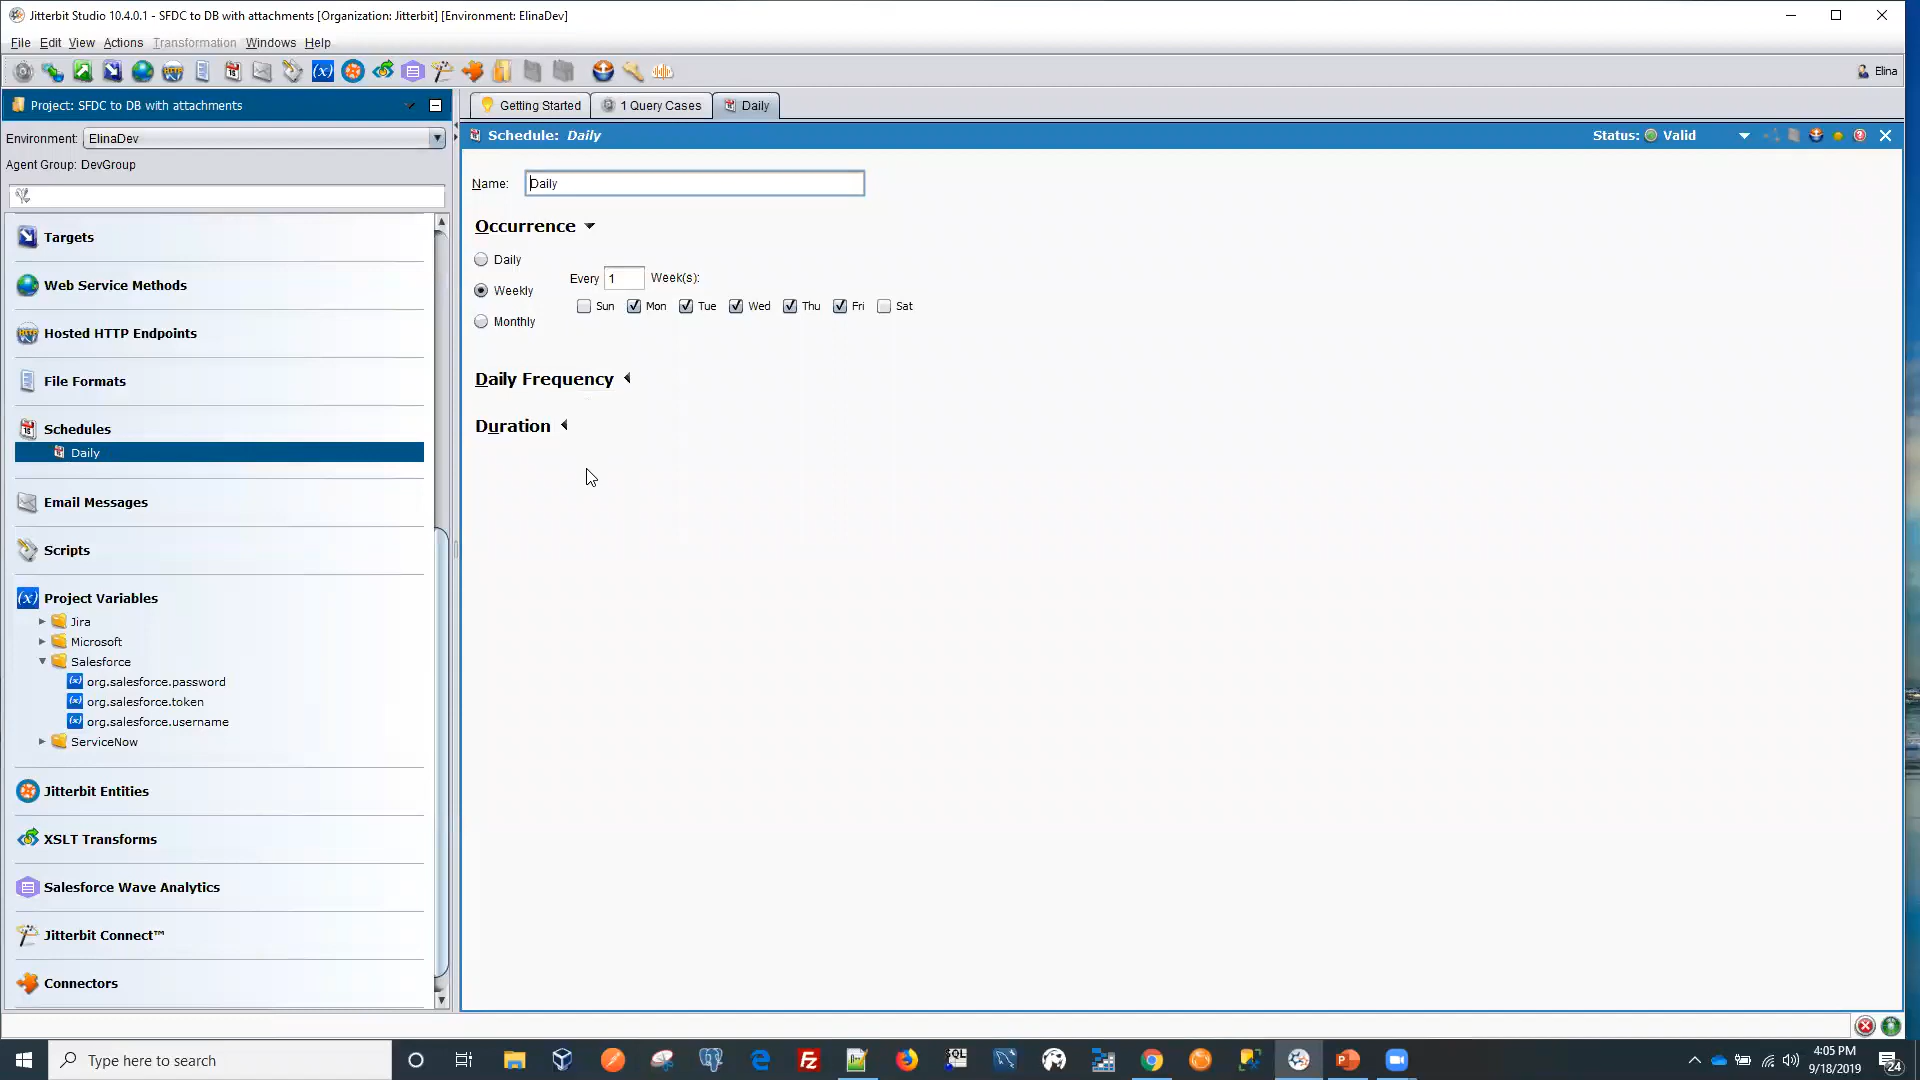 Jitterbit Studio 10.4.0.1 - SFDC to DB with attachments [Organization: Jitterbit] [Environment: ElinaDev]
File Edit View Actions Transformation Windows Help
Elina
Project: SFDC to DB with attachments
Environment: ElinaDev
Agent Group: DevGroup
Targets
Web Service Methods
Hosted HTTP Endpoints
File Formats
Schedules
Daily
Email Messages
Scripts
Project Variables
Jira
Microsoft
Salesforce
org.salesforce.password
org.salesforce.token
org.salesforce.username
ServiceNow
Jitterbit Entities
XSLT Transforms
Salesforce Wave Analytics
Jitterbit Connect™
Connectors
Getting Started 1 Query Cases Daily
Schedule: Daily Status: Valid
Name: Daily
Occurrence
Daily
Every 1 Week(s):
Weekly
Sun Mon Tue Wed Thu Fri Sat
Monthly
Daily Frequency
Duration
Type here to search
4:05 PM
9/18/2019
24